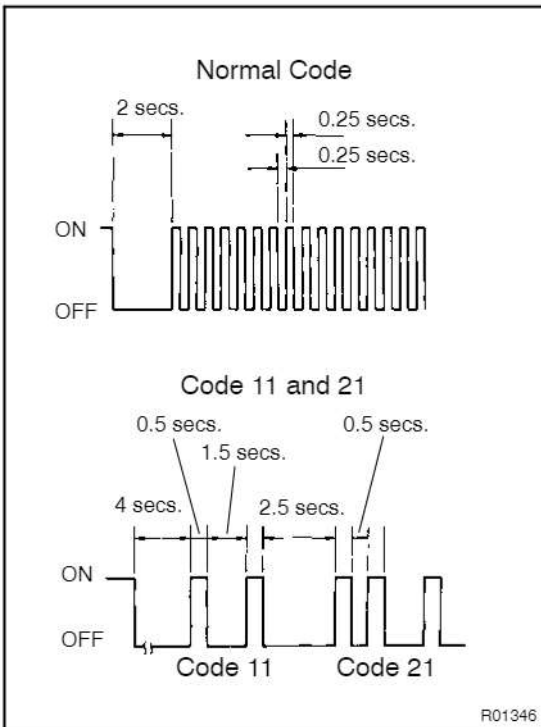 Normal Code
2 secs.
0.25 secs.
0.25 secs.
ON
OFF
Code 11 and 21
0.5 secs.
0.5 secs.
1.5 secs.
4 secs.
2.5 secs.
ON
OFF
Code 11
Code 21
R01346